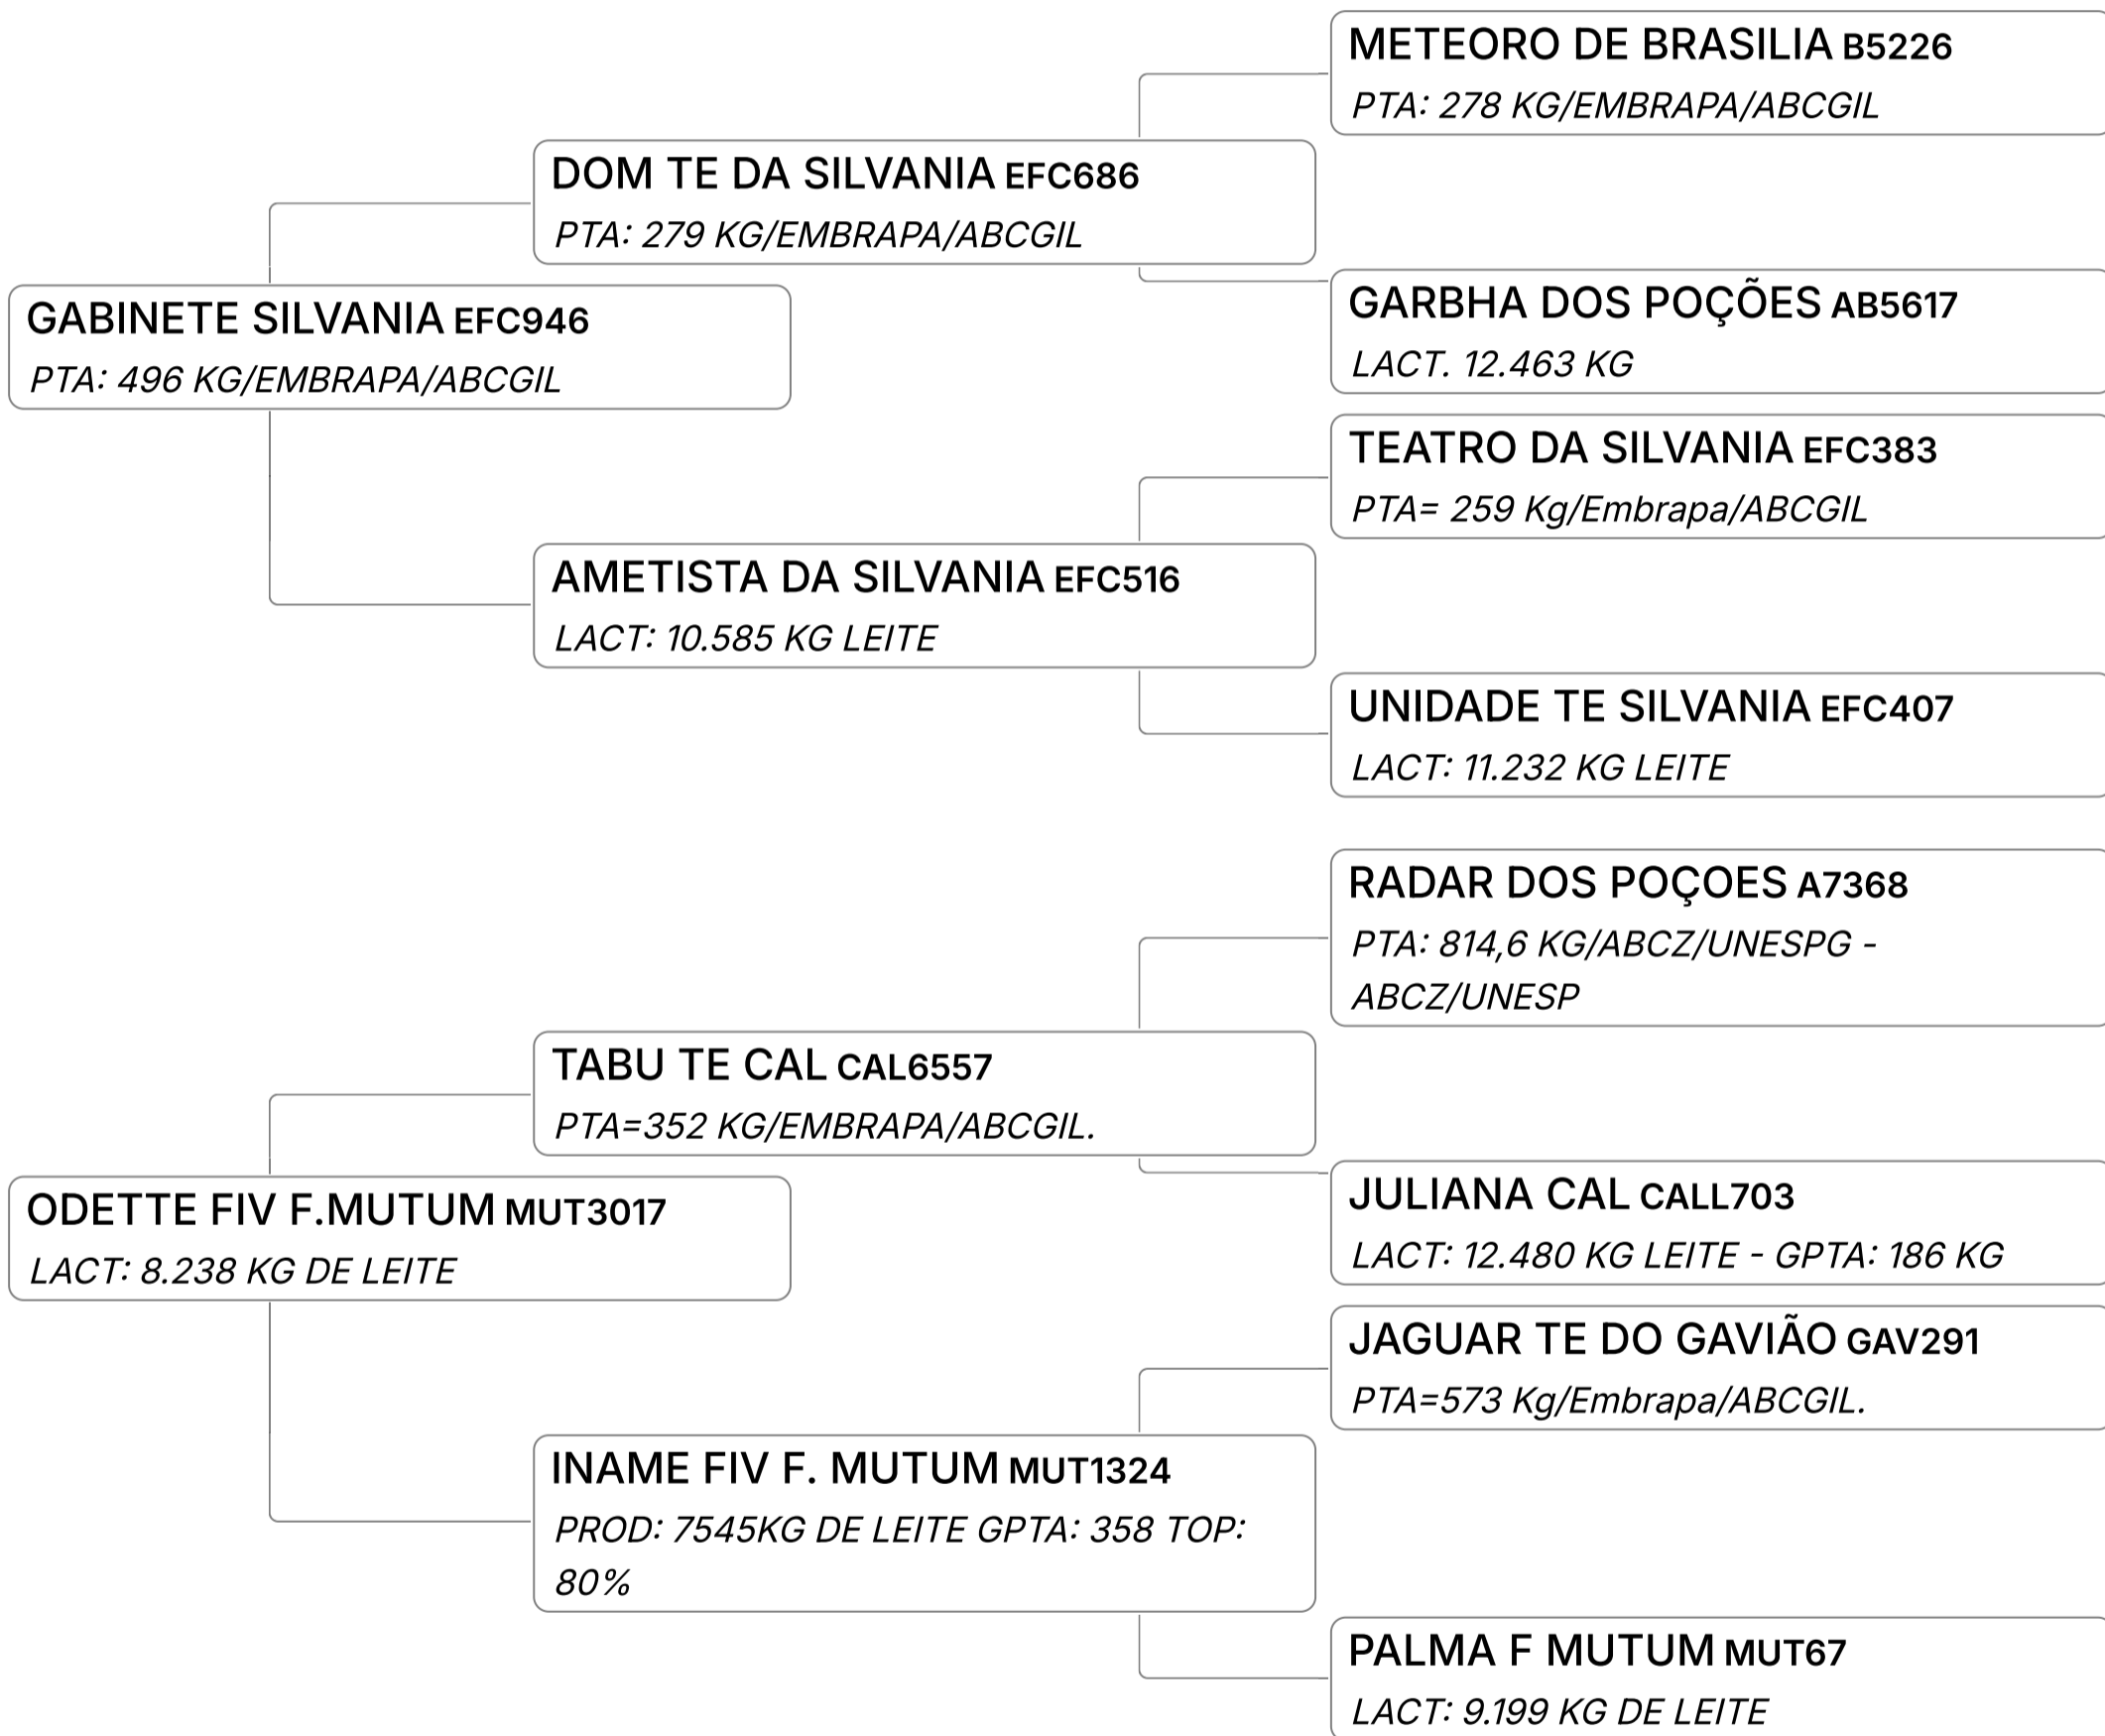 METEORO DE BRASILIA B5226
PTA: 278 KG/EMBRAPA/ABCGIL
DOM TE DA SILVANIA EFC686
PTA: 279 KG/EMBRAPA/ABCGIL
GARBHA DOS POÇÕES AB5617
LACT. 12.463 KG
GABINETE SILVANIA EFC946
PTA: 496 KG/EMBRAPA/ABCGIL
TEATRO DA SILVANIA EFC383
PTA= 259 Kg/Embrapa/ABCGIL
AMETISTA DA SILVANIA EFC516
LACT: 10.585 KG LEITE
UNIDADE TE SILVANIA EFC407
LACT: 11.232 KG LEITE
RADAR DOS POÇOES A7368
PTA: 814,6 KG/ABCZ/UNESPG -
ABCZ/UNESP
TABU TE CAL CAL6557
PTA=352 KG/EMBRAPA/ABCGIL.
JULIANA CAL CALL703
LACT: 12.480 KG LEITE - GPTA: 186 KG
ODETTE FIV F.MUTUM MUT3017
LACT: 8.238 KG DE LEITE
JAGUAR TE DO GAVIÃO GAV291
PTA=573 Kg/Embrapa/ABCGIL.
INAME FIV F. MUTUM MUT1324
PROD: 7545KG DE LEITE GPTA: 358 TOP:
80%
PALMA F MUTUM MUT67
LACT: 9.199 KG DE LEITE